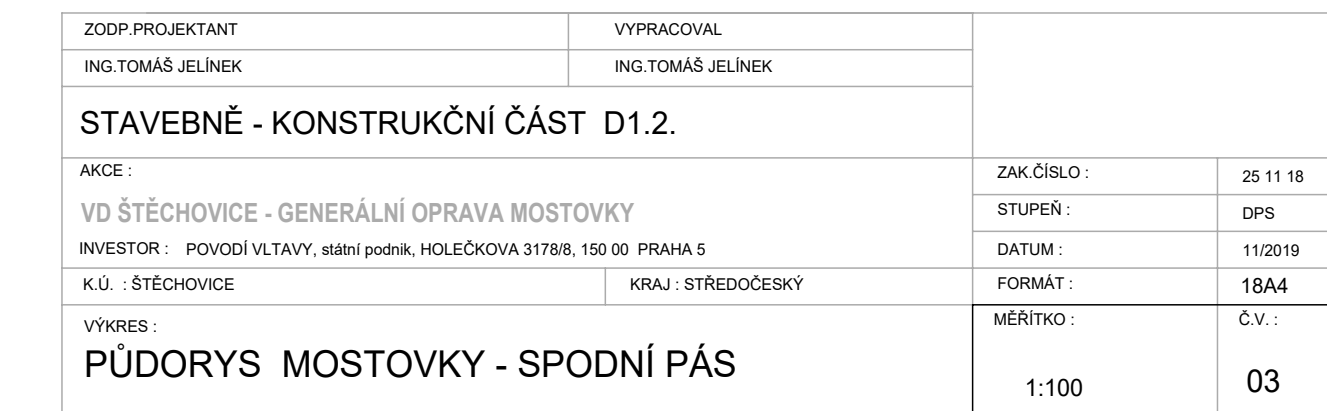 ZODP.PROJEKTANT VYPRACOVAL
ING.TOMÁŠ JELÍNEK ING.TOMÁŠ JELÍNEK
STAVEBNĚ - KONSTRUKČNÍ ČÁST D1.2.
AKCE : ZAK.ČÍSLO : 25 11 18
VD ŠTĚCHOVICE - GENERÁLNÍ OPRAVA MOSTOVKY STUPEŇ : DPS
INVESTOR : POVODÍ VLTAVY, státní podnik, HOLEČKOVA 3178/8, 150 00 PRAHA 5 DATUM : 11/2019
K.Ú. : ŠTĚCHOVICE KRAJ : STŘEDOČESKÝ FORMÁT : 18A4
VÝKRES : MĚŘÍTKO : Č.V. :
PŮDORYS MOSTOVKY - SPODNÍ PÁS 1:100 03